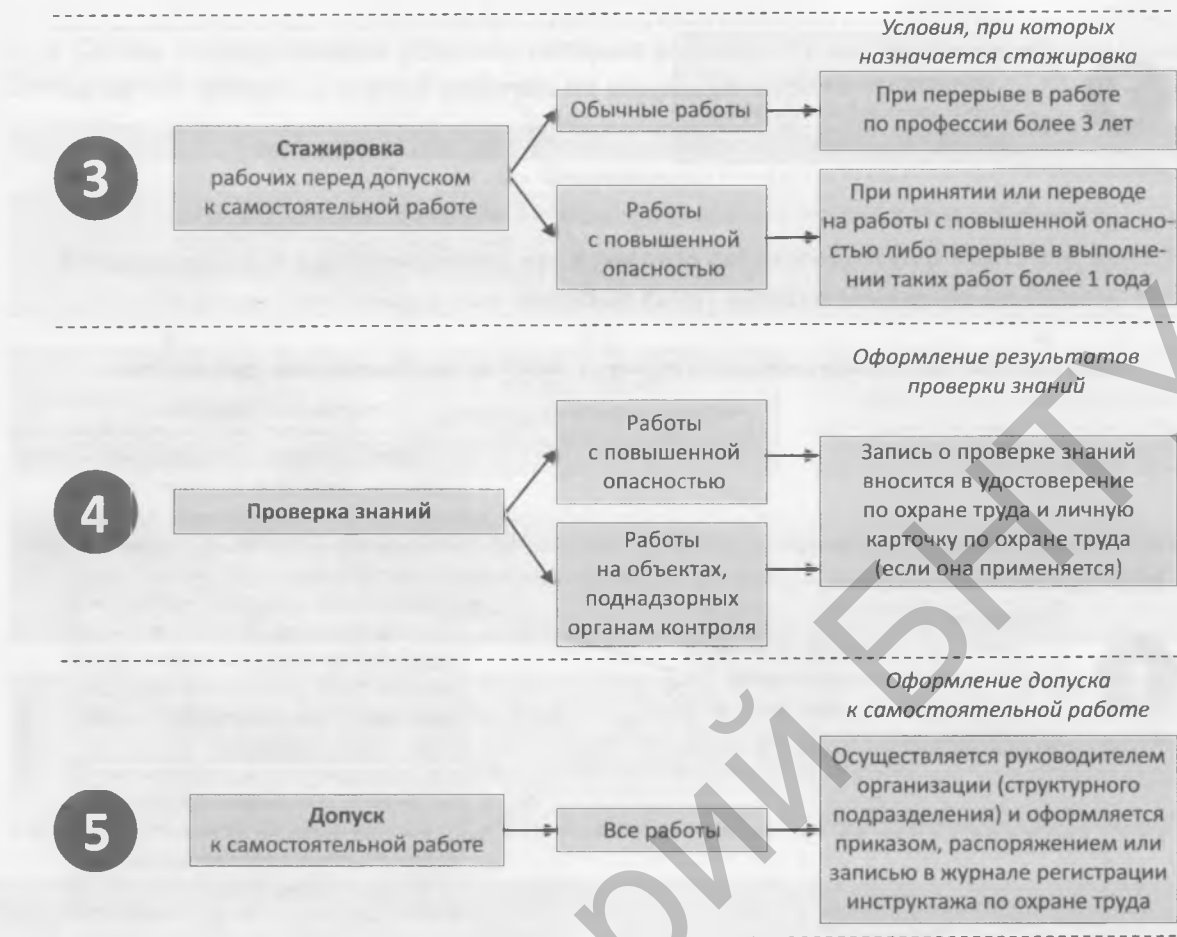 Условия, при которых
назначается стажировка
3
Стажировка
рабочих перед допуском
к самостоятельной работе
Обычные работы
При перерыве в работе
по профессии более 3 лет
Работы
с повышенной
опасностью
При принятии или переводе
на работы с повышенной опасно-
стью либо перерыве в выполне-
нии таких работ более 1 года
Оформление результатов
проверки знаний
4
Проверка знаний
Работы
с повышенной
опасностью
Работы
на объектах,
поднадзорных
органам контроля
Запись о проверке знаний
вносится в удостоверение
по охране труда и личную
карточку по охране труда
(если она применяется)
Оформление допуска
к самостоятельной работе
5
Допуск
к самостоятельной работе
Все работы
Осуществляется руководителем
организации (структурного
подразделения) и оформляется
приказом, распоряжением или
записью в журнале регистрации
инструктажа по охране труда
рий БНТУ